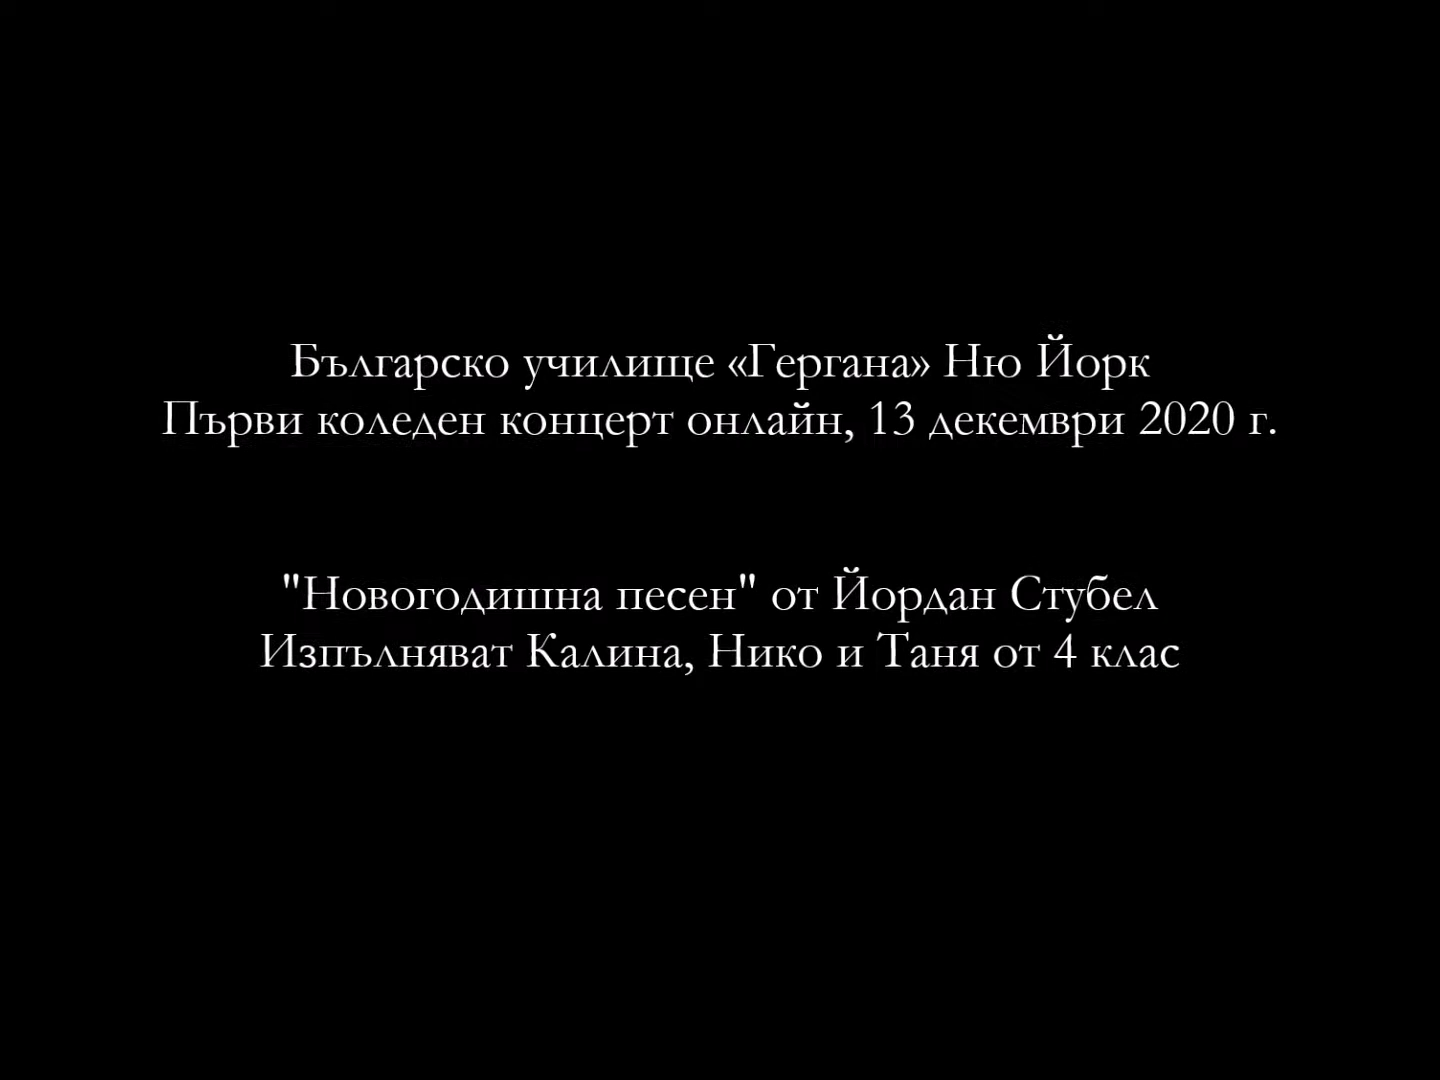 Българско училище «Гергана» Ню Йорк
Първи коледен концерт онлайн, 13 декември 2020 г.
"Новогодишна песен" от Йордан Стубел
Изпълняват Калина, Нико и Таня от 4 клас